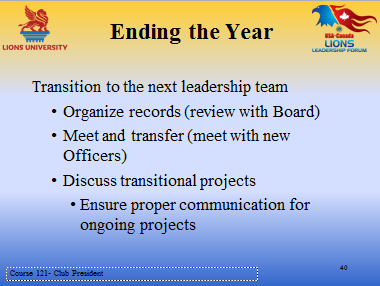 LIONS UNIVERSITY
Ending the Year
USA-Canada
LIONS
LEADERSHIP FORUM
Transition to the next leadership team
• Organize records (review with Board)
• Meet and transfer (meet with new
Officers)
• Discuss transitional projects
• Ensure proper communication for
ongoing projects
Course 121- Club President
40